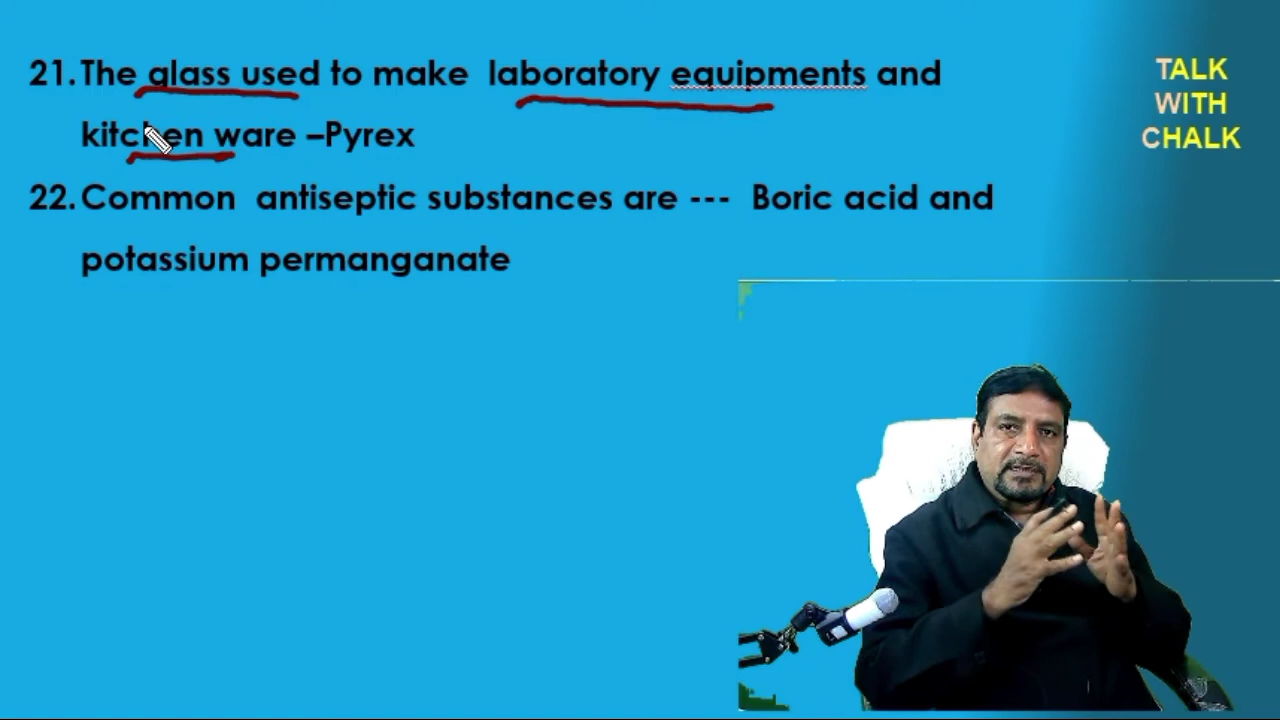 21. The glass used to make laboratory equipments and
kitchen ware –Pyrex
22. Common antiseptic substances are --- Boric acid and
potassium permanganate
TALK
WITH
CHALK